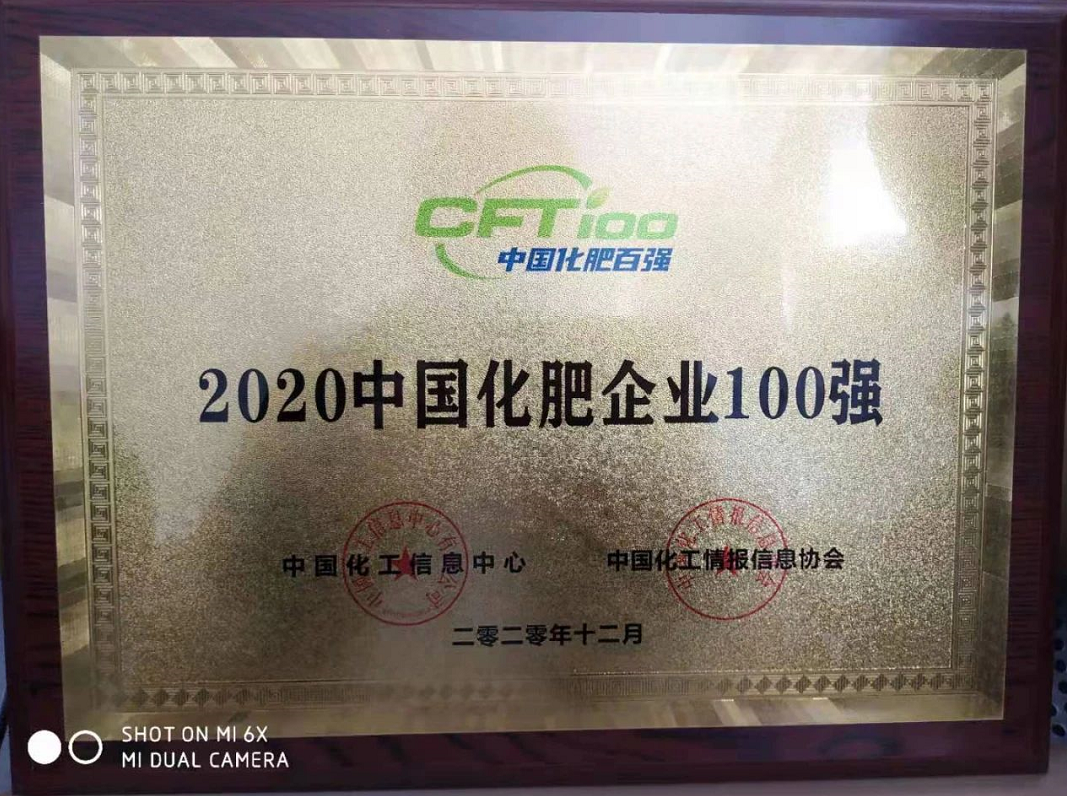 CFT100
中国化肥百强
2020中国化肥企业100强
中国化工信息中心
中国化工情报信息协会
二零二零年十二月
SHOT ON MI 6X
MI DUAL CAMERA